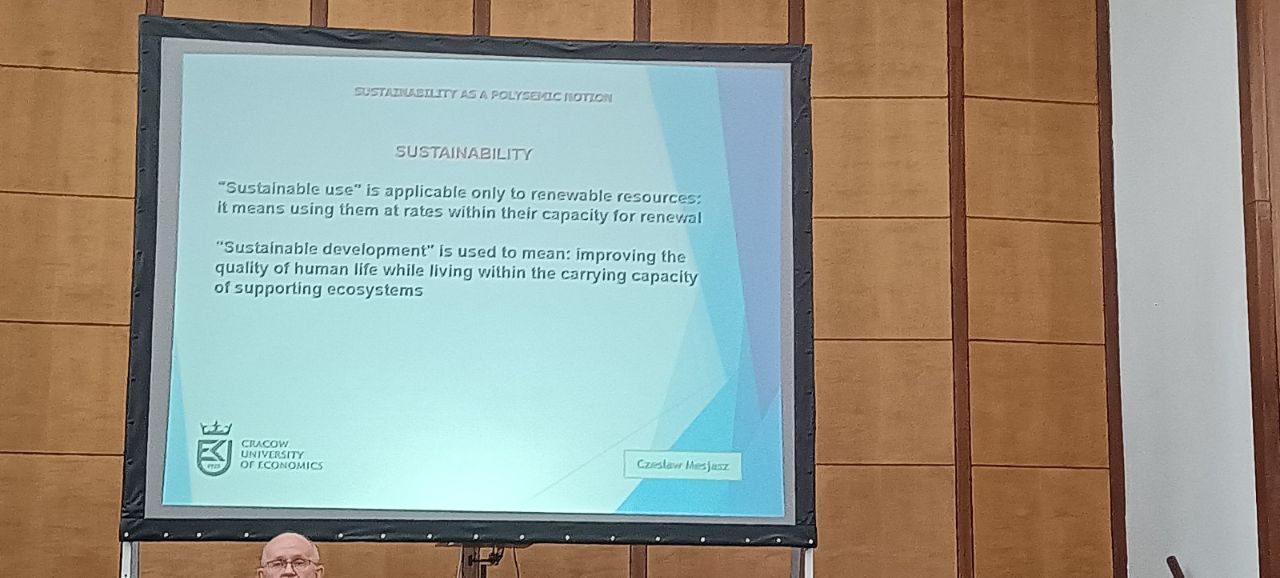 SUSTAINABILITY AS A POLYSEMIC NOTION
SUSTAINABILITY
"Sustainable use" is applicable only to renewable resources:
it means using them at rates within their capacity for renewal
"Sustainable development" is used to mean: improving the
quality of human life while living within the carrying capacity
of supporting ecosystems
CRACOW
UNIVERSITY
OF ECONOMICS
1925
Czesław Mesjasz